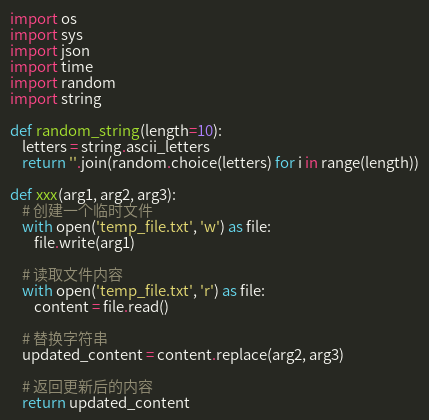 import os
import sys
import json
import time
import random
import string

def random_string(length=10):
    letters = string.ascii_letters
    return ''.join(random.choice(letters) for i in range(length))

def xxx(arg1, arg2, arg3):
    # 创建一个临时文件
    with open('temp_file.txt', 'w') as file:
        file.write(arg1)

    # 读取文件内容
    with open('temp_file.txt', 'r') as file:
        content = file.read()

    # 替换字符串
    updated_content = content.replace(arg2, arg3)

    # 返回更新后的内容
    return updated_content